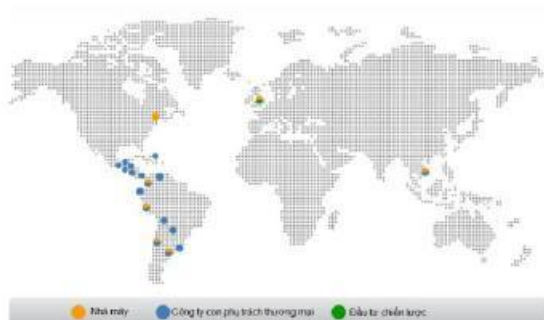 Nhà máy
Công ty con phụ trách thương mại
Đầu tư chiến lược